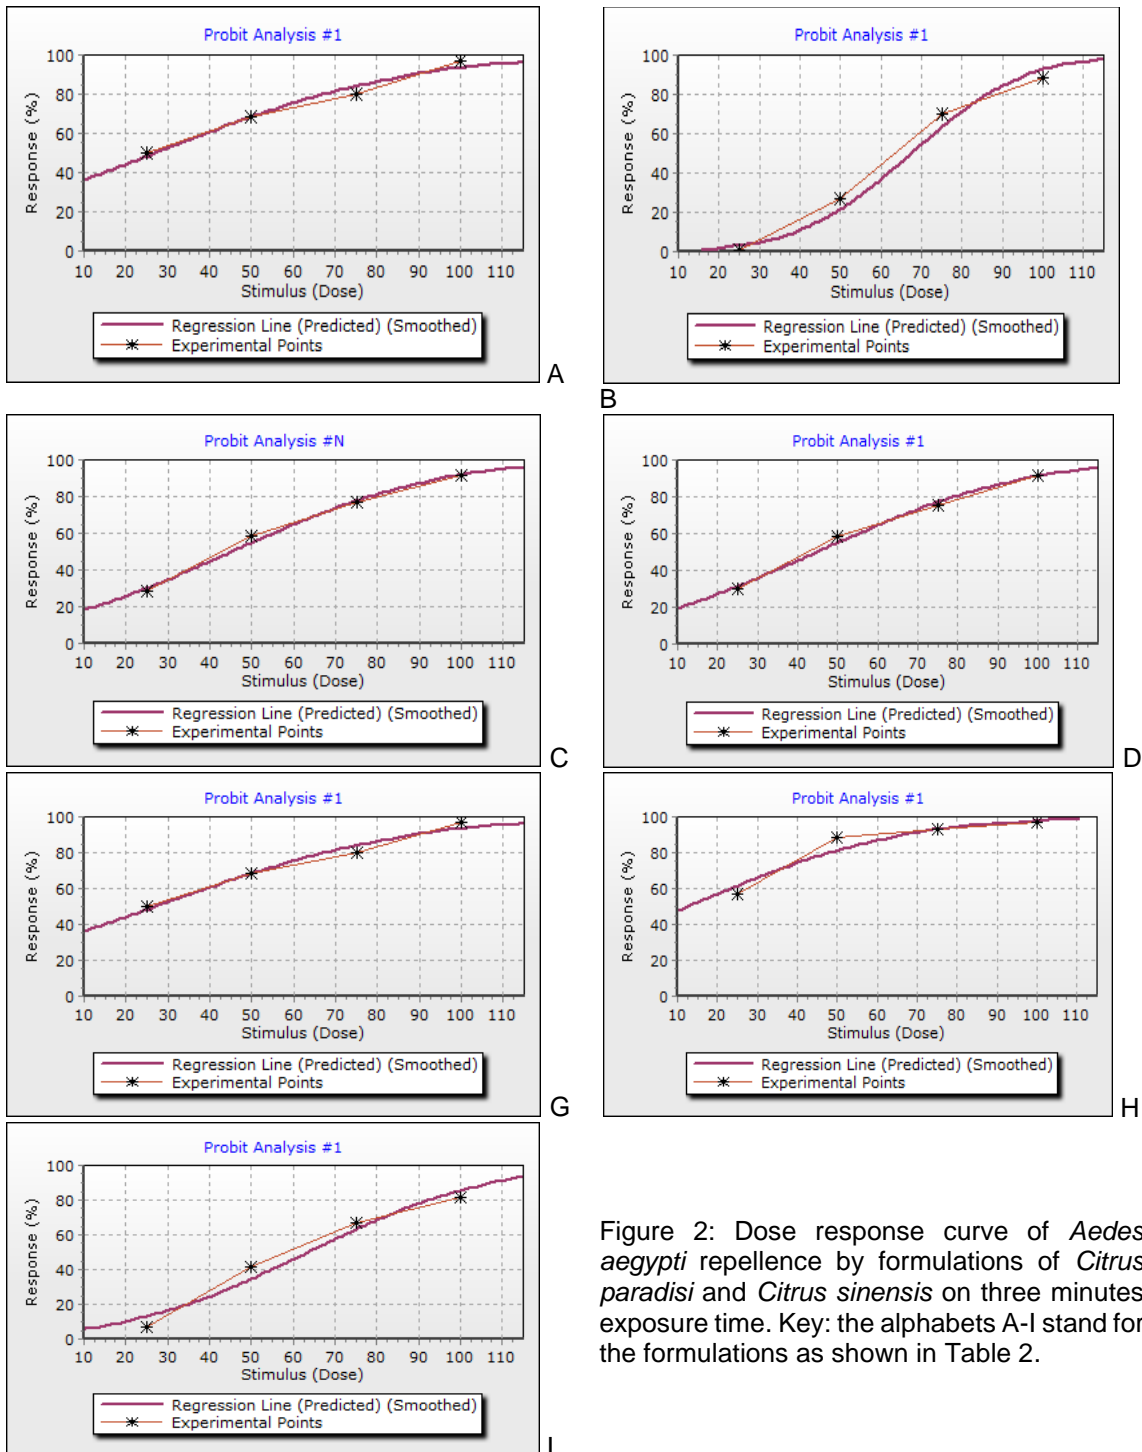 Probit Analysis #1
Response (%)
100
80
60
40
20
0
10 20 30 40 50 60 70 80 90 100 110
Stimulus (Dose)
Regression Line (Predicted) (Smoothed)
Experimental Points
A
Probit Analysis #1
Response (%)
100
80
60
40
20
0
10 20 30 40 50 60 70 80 90 100 110
Stimulus (Dose)
Regression Line (Predicted) (Smoothed)
Experimental Points
B
Probit Analysis #N
Response (%)
100
80
60
40
20
0
10 20 30 40 50 60 70 80 90 100 110
Stimulus (Dose)
Regression Line (Predicted) (Smoothed)
Experimental Points
C
Probit Analysis #1
Response (%)
100
80
60
40
20
0
10 20 30 40 50 60 70 80 90 100 110
Stimulus (Dose)
Regression Line (Predicted) (Smoothed)
Experimental Points
D
Probit Analysis #1
Response (%)
100
80
60
40
20
0
10 20 30 40 50 60 70 80 90 100 110
Stimulus (Dose)
Regression Line (Predicted) (Smoothed)
Experimental Points
G
Probit Analysis #1
Response (%)
100
80
60
40
20
0
10 20 30 40 50 60 70 80 90 100 110
Stimulus (Dose)
Regression Line (Predicted) (Smoothed)
Experimental Points
H
Probit Analysis #1
Response (%)
100
80
60
40
20
0
10 20 30 40 50 60 70 80 90 100 110
Stimulus (Dose)
Regression Line (Predicted) (Smoothed)
Experimental Points
I
Figure 2: Dose response curve of Aedes
aegypti repellence by formulations of Citrus
paradisi and Citrus sinensis on three minutes
exposure time. Key: the alphabets A-I stand for
the formulations as shown in Table 2.